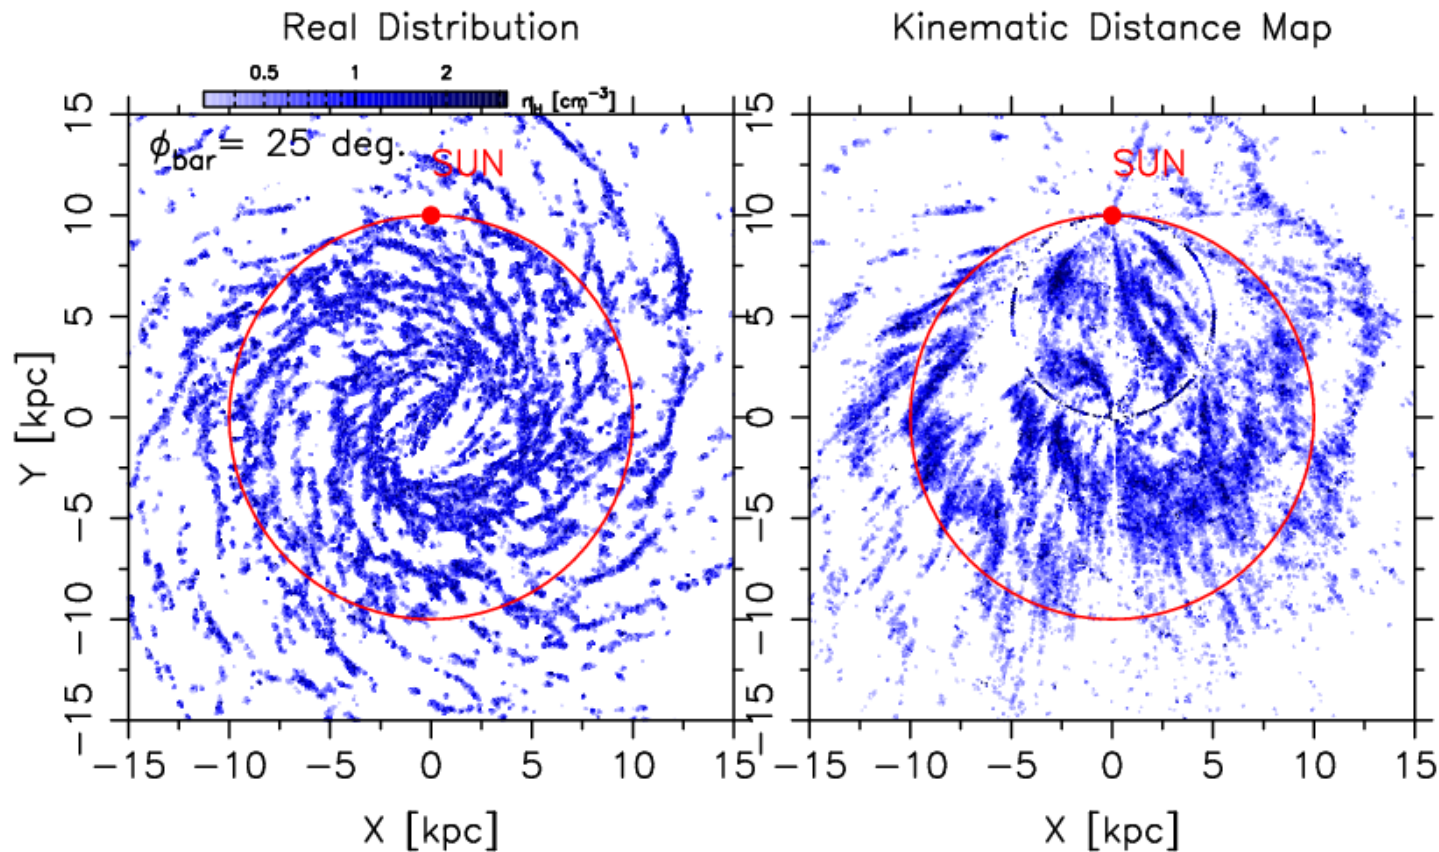 Real Distribution
Kinematic Distance Map
0.5 1 2
n_H [cm^-3]
ϕ_bar= 25 deg.
SUN
SUN
15
10
5
0
−5
−10
−15
Y [kpc]
15
10
5
0
−5
−10
−15
−15 −10 −5 0 5 10 15
−15 −10 −5 0 5 10 15
X [kpc]
X [kpc]